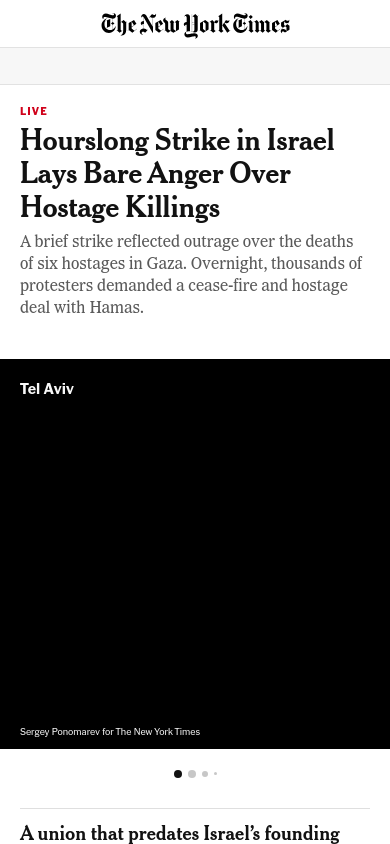 The New York Times
LIVE
Hourslong Strike in Israel
Lays Bare Anger Over
Hostage Killings
A brief strike reflected outrage over the deaths
of six hostages in Gaza. Overnight, thousands of
protesters demanded a cease-fire and hostage
deal with Hamas.
Tel Aviv
Sergey Ponomarev for The New York Times
A union that predates Israel’s founding